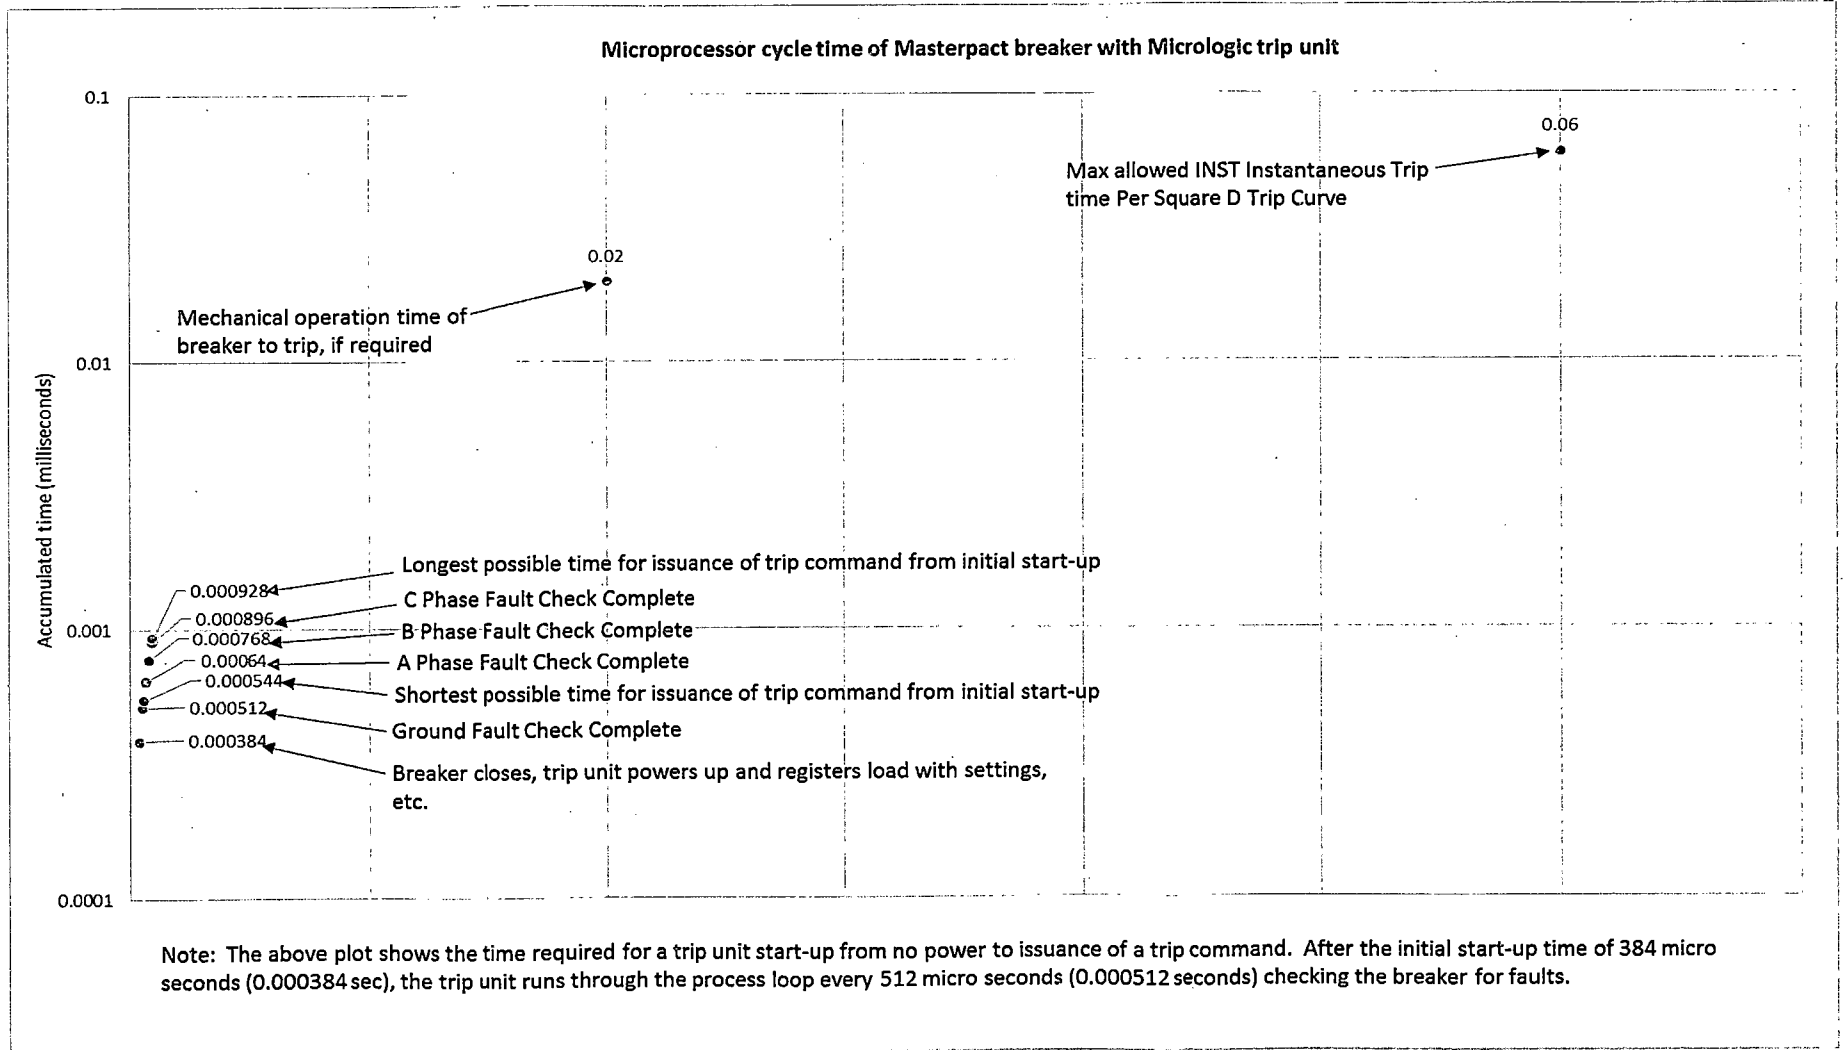 Microprocessor cycle time of Masterpact breaker with Micrologic trip unit
0.1
0.06
Max allowed INST Instantaneous Trip
time Per Square D Trip Curve
0.02
Mechanical operation time of
breaker to trip, if required
0.01
Accumulated time (milliseconds)
Longest possible time for issuance of trip command from initial start-up
0.000928
C Phase Fault Check Complete
0.000896
0.001
B Phase Fault Check Complete
0.000768
A Phase Fault Check Complete
0.00064
Shortest possible time for issuance of trip command from initial start-up
0.000544
0.000512
Ground Fault Check Complete
0.000384
Breaker closes, trip unit powers up and registers load with settings,
etc.
0.0001
Note: The above plot shows the time required for a trip unit start-up from no power to issuance of a trip command. After the initial start-up time of 384 micro
seconds (0.000384 sec), the trip unit runs through the process loop every 512 micro seconds (0.000512 seconds) checking the breaker for faults.